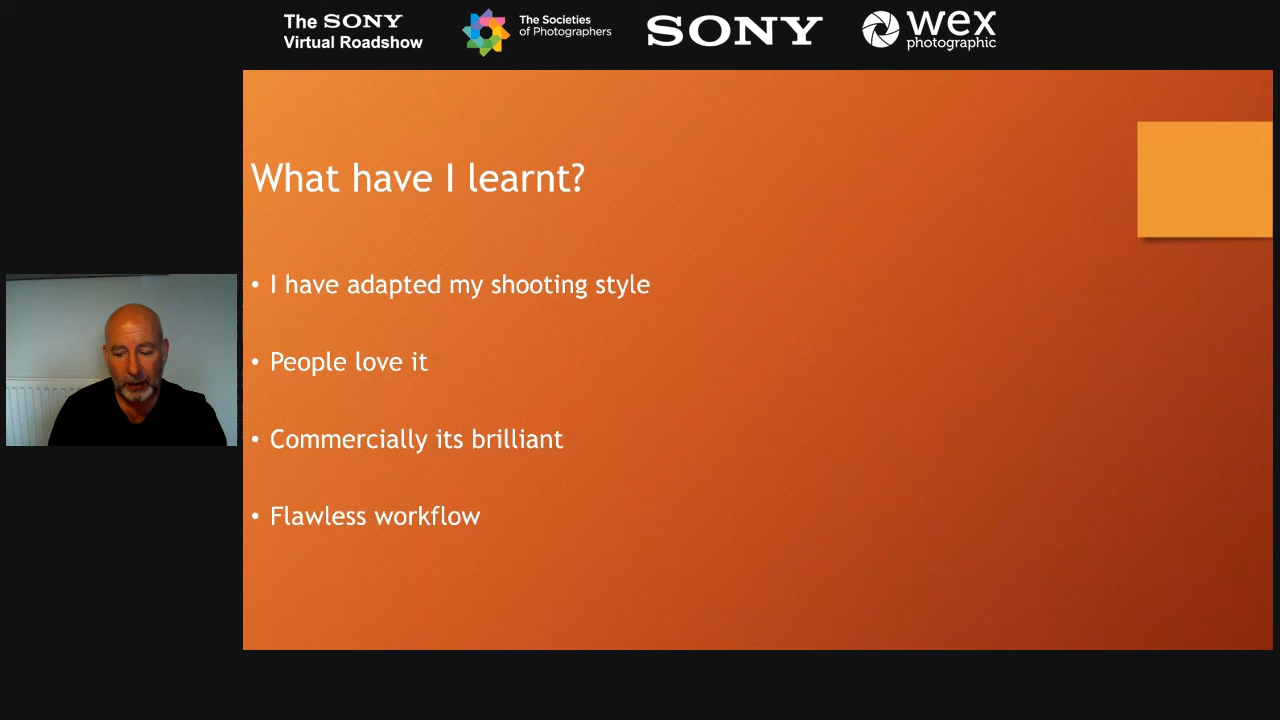 The SONY
Virtual Roadshow
The Societies
of Photographers
SONY
wex
photographic
What have I learnt?
• I have adapted my shooting style
• People love it
• Commercially its brilliant
• Flawless workflow